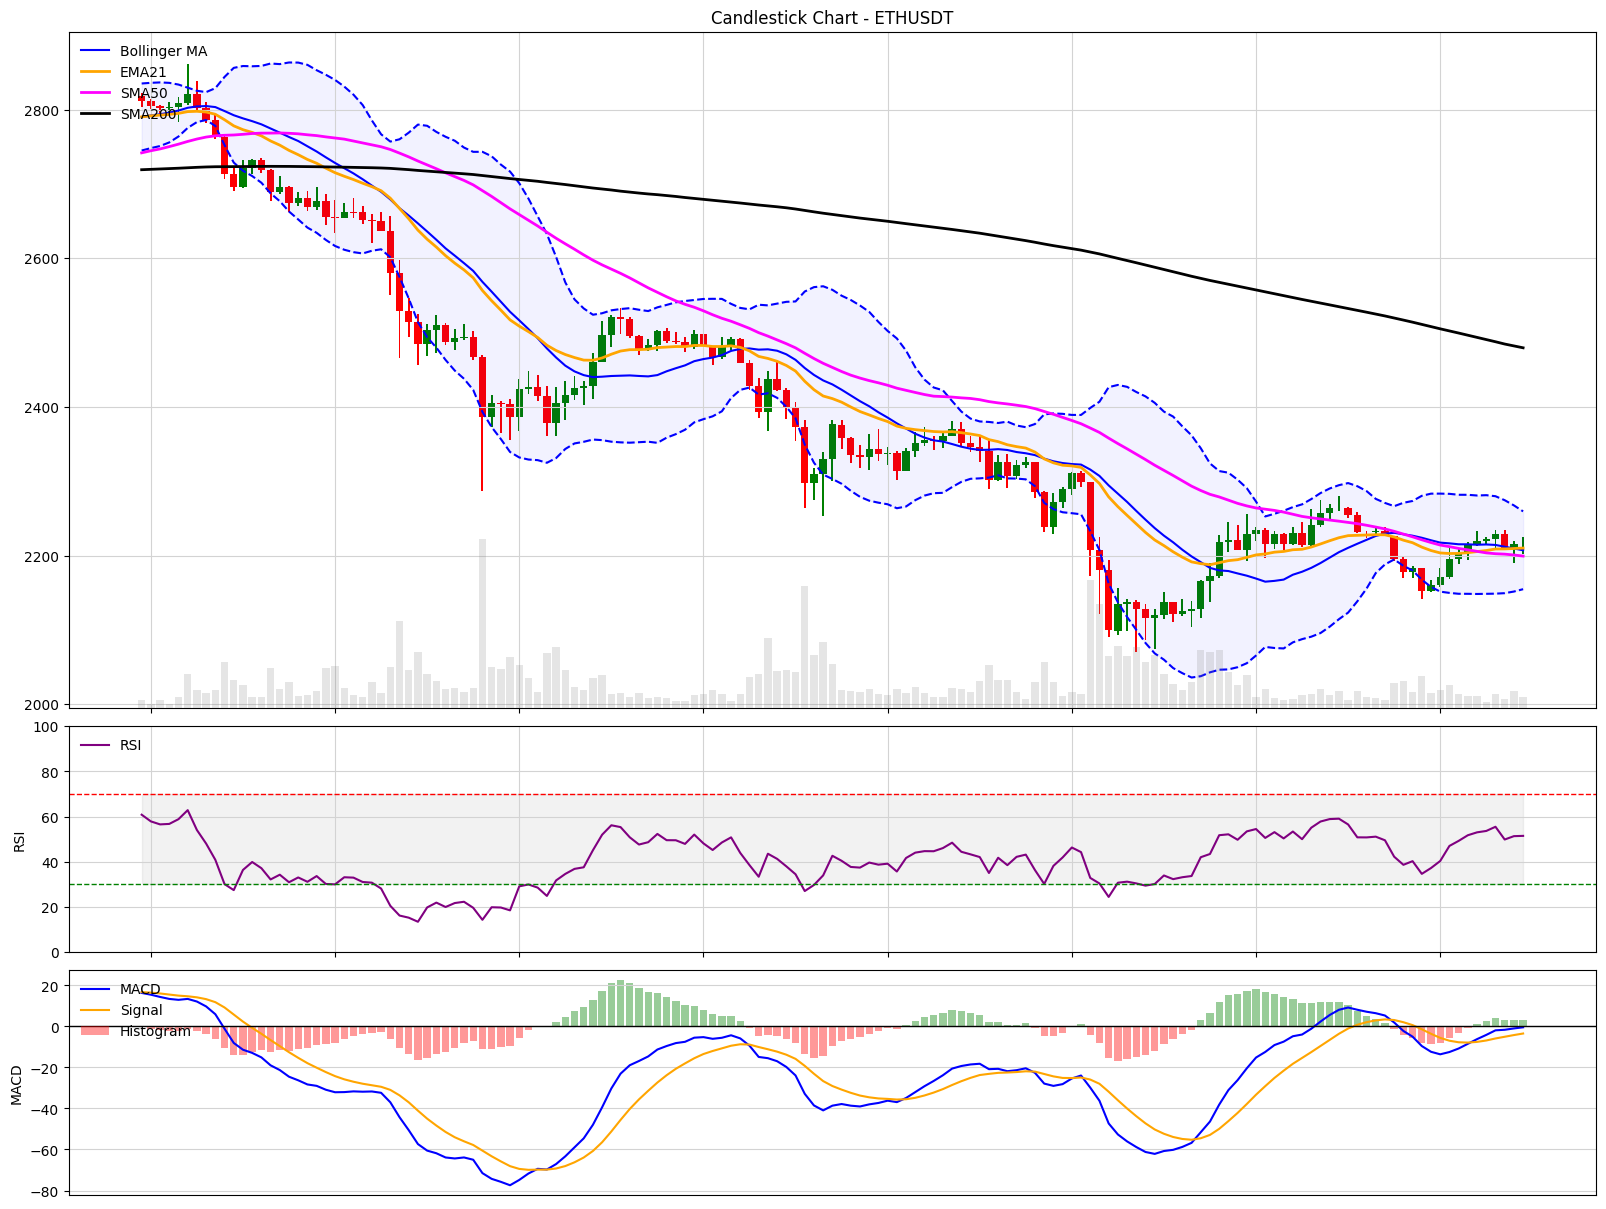 Candlestick Chart - ETHUSDT
Bollinger MA
EMA21
SMA50
SMA200
2800
2600
2400
2200
2000
RSI
100
80
60
40
20
0
RSI
MACD
Signal
Histogram
20
0
−20
−40
−60
−80
MACD